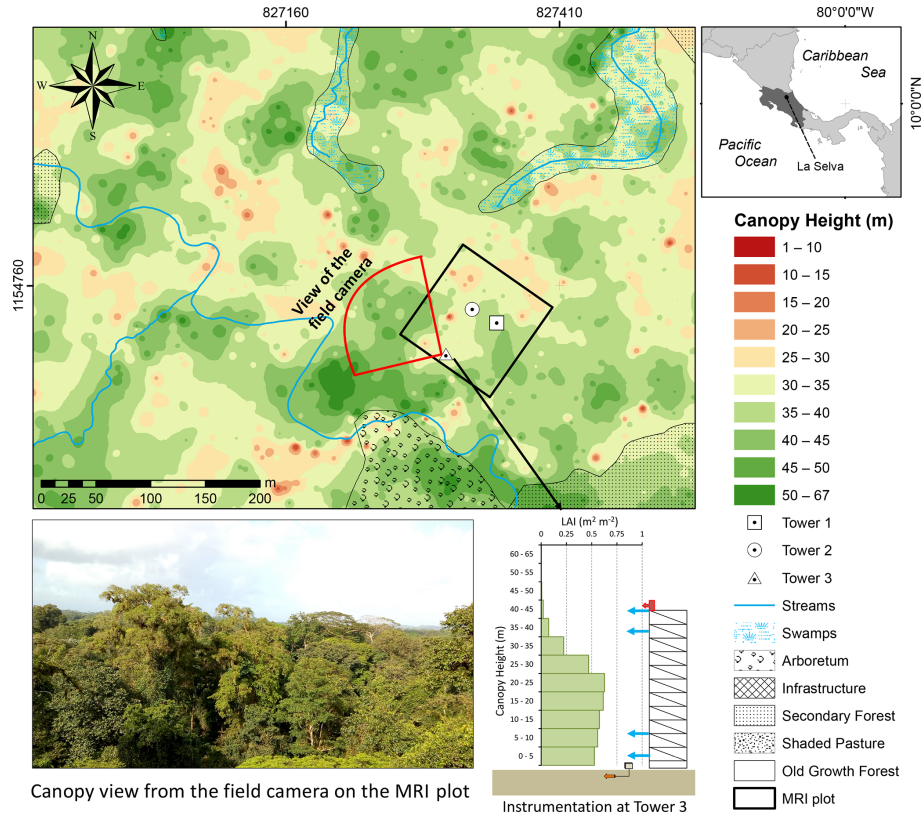 827160
827410
80°0'0"W
N
W
E
S
1154760
View of the
field camera
0
25
50
100
150
200
m
Caribbean
Sea
Pacific
Ocean
La Selva
10°0'0"N
Canopy Height (m)
1 – 10
10 – 15
15 – 20
20 – 25
25 – 30
30 – 35
35 – 40
40 – 45
45 – 50
50 – 67
Tower 1
Tower 2
Tower 3
Streams
Swamps
Arboretum
Infrastructure
Secondary Forest
Shaded Pasture
Old Growth Forest
MRI plot
Canopy view from the field camera on the MRI plot
LAI (m² m⁻²)
0
0.25
0.5
0.75
1
Canopy Height (m)
60 - 65
50 - 55
45 - 50
40 - 45
35 - 40
30 - 35
25 - 30
20 - 25
15 - 20
10 - 15
5 - 10
0 - 5
Instrumentation at Tower 3